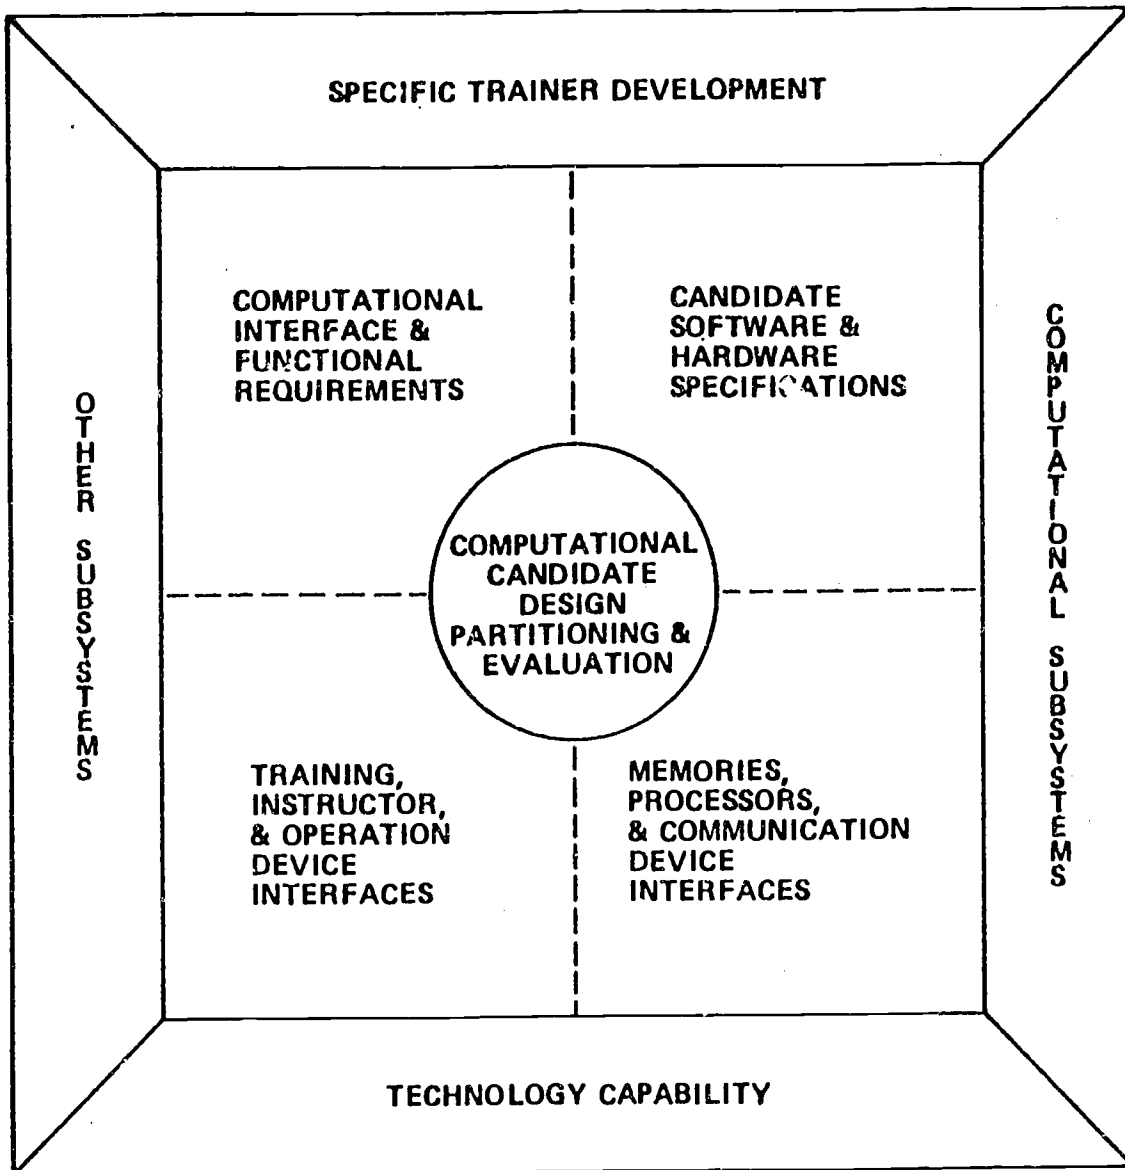 SPECIFIC TRAINER DEVELOPMENT
OTHER SUBSYSTEMS
COMPUTATIONAL
INTERFACE &
FUNCTIONAL
REQUIREMENTS
CANDIDATE
SOFTWARE &
HARDWARE
SPECIFICATIONS
COMPUTATIONAL SUBSYSTEMS
COMPUTATIONAL
CANDIDATE
DESIGN
PARTITIONING &
EVALUATION
TRAINING,
INSTRUCTOR,
& OPERATION
DEVICE
INTERFACES
MEMORIES,
PROCESSORS,
& COMMUNICATION
DEVICE
INTERFACES
TECHNOLOGY CAPABILITY